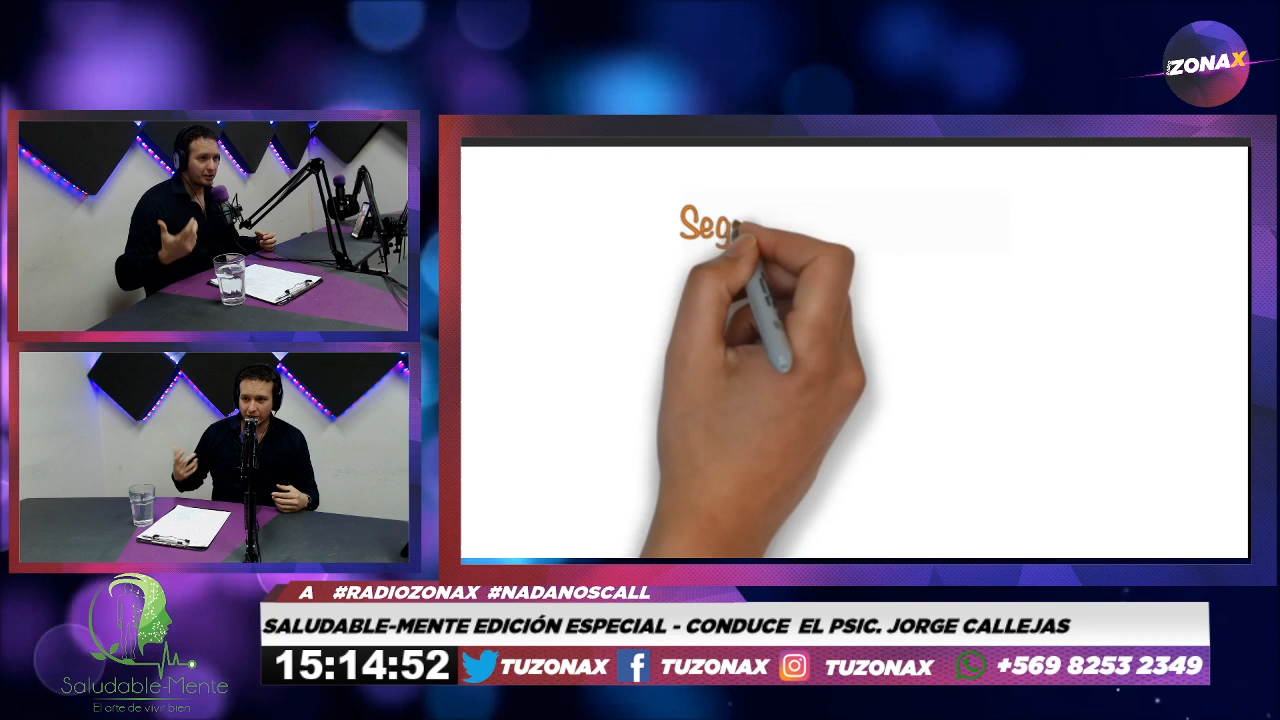 ZONAX
Seg
A #RADIOZONAX #NADANOSCALL
SALUDABLE-MENTE EDICIÓN ESPECIAL - CONDUCE EL PSIC. JORGE CALLEJAS
15:14:52 TUZONAX TUZONAX TUZONAX +569 8253 2349
Saludable-Mente
El arte de vivir bien